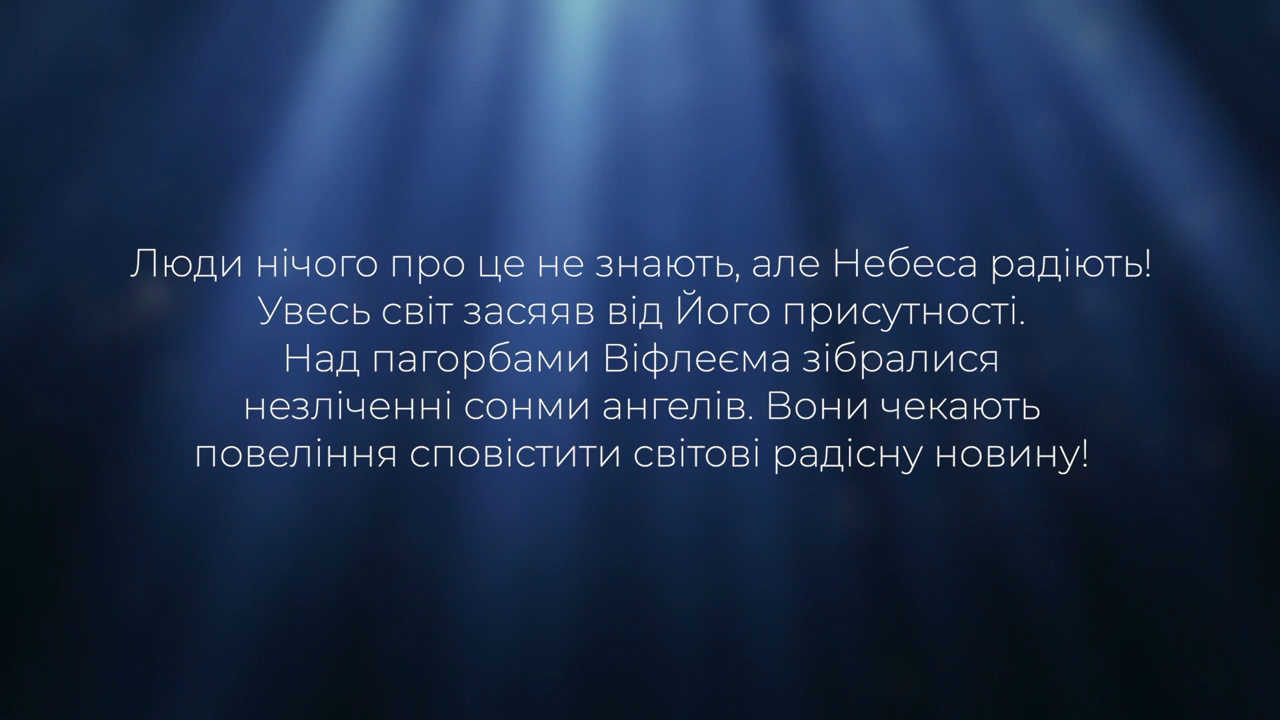 Люди нічого про це не знають, але Небеса радіють!
Увесь світ засяяв від Його присутності.
Над пагорбами Віфлеєма зібралися
незліченні сонми ангелів. Вони чекають
повеління сповістити світові радісну новину!